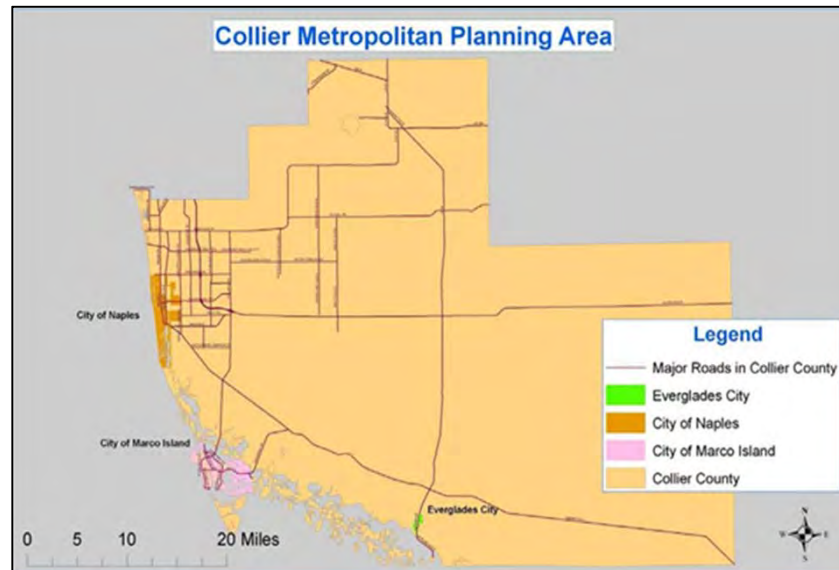 Collier Metropolitan Planning Area
City of Naples
City of Marco Island
Everglades City
Legend
Major Roads in Collier County
Everglades City
City of Naples
City of Marco Island
Collier County
0 5 10 20 Miles
N
W E
S